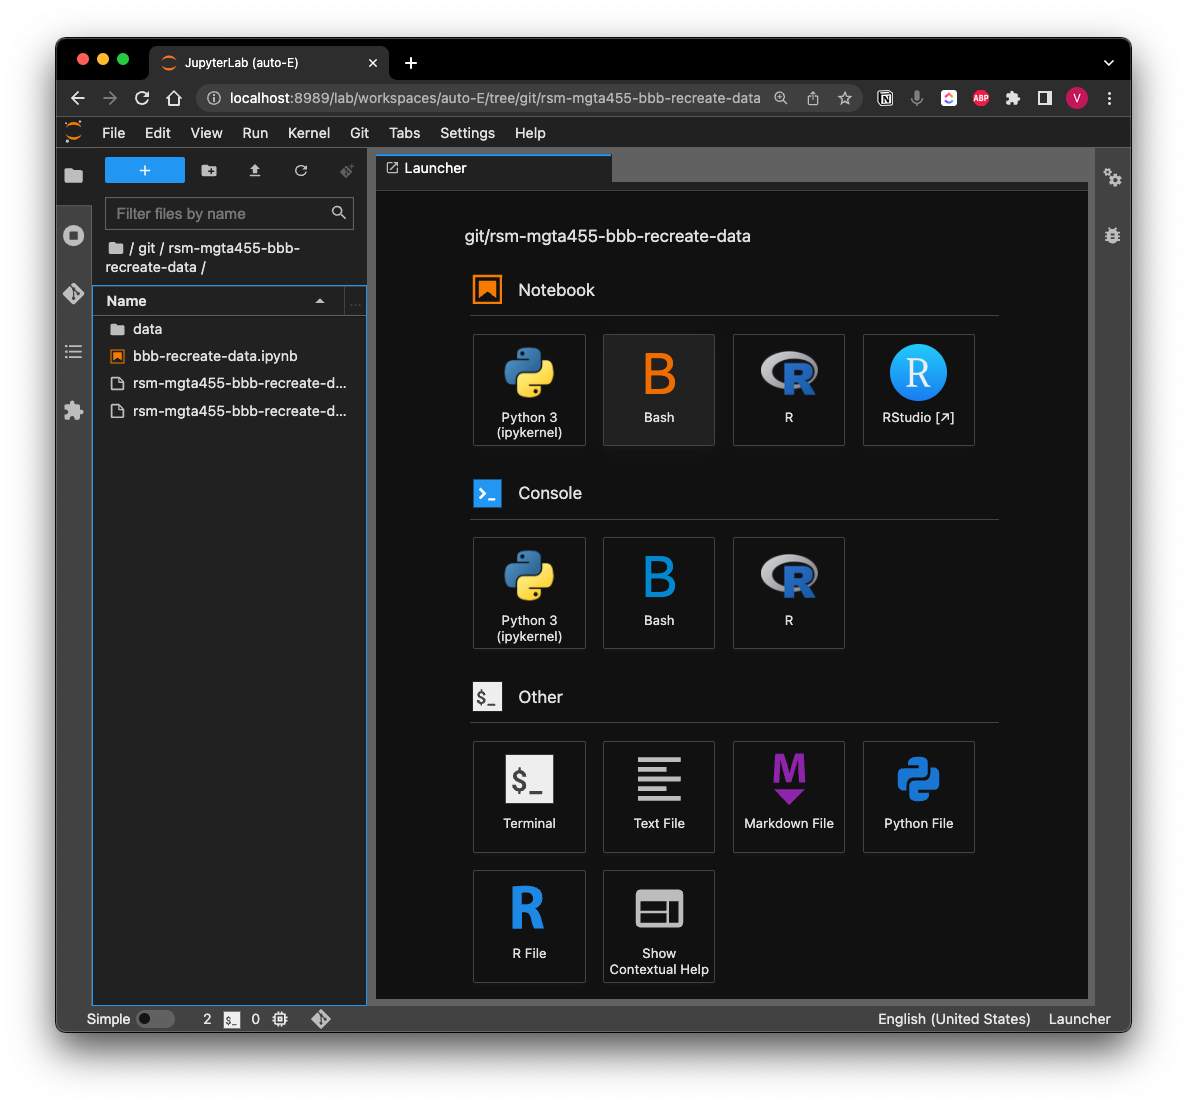 JupyterLab (auto-E)
localhost:8989/lab/workspaces/auto-E/tree/git/rsm-mgta455-bbb-recreate-data
ABP
V
File Edit View Run Kernel Git Tabs Settings Help
+
Launcher
Filter files by name
/ git / rsm-mgta455-bbb-
recreate-data /
Name
...
data
bbb-recreate-data.ipynb
rsm-mgta455-bbb-recreate-d...
rsm-mgta455-bbb-recreate-d...
git/rsm-mgta455-bbb-recreate-data
Notebook
Python 3
(ipykernel)
B
Bash
R
R
R
RStudio [↗]
Console
Python 3
(ipykernel)
B
Bash
R
R
$_
Other
$_
Terminal
Text File
M
Markdown File
Python File
R
R File
Show
Contextual Help
Simple 2 $_ 0
English (United States) Launcher